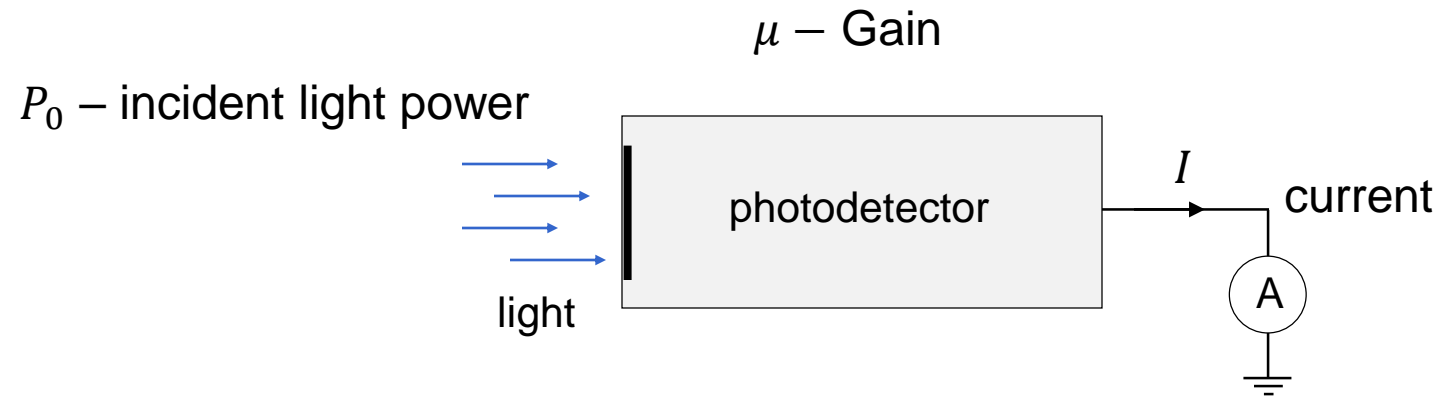 𝜇 − Gain
𝑃₀ – incident light power
photodetector
𝐼
current
light
A